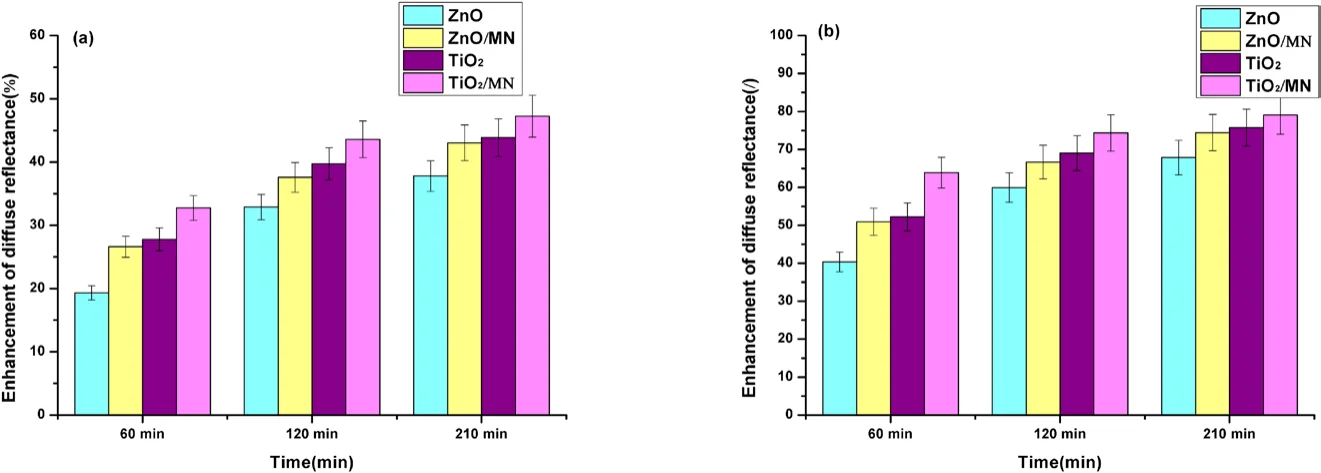 (a)
ZnO
ZnO/MN
TiO₂
TiO₂/MN
Enhancement of diffuse reflectance(%)
60
50
40
30
20
10
0
60 min
120 min
210 min
Time(min)
(b)
ZnO
ZnO/MN
TiO₂
TiO₂/MN
Enhancement of diffuse reflectance(/)
100
90
80
70
60
50
40
30
20
10
0
60 min
120 min
210 min
Time(min)